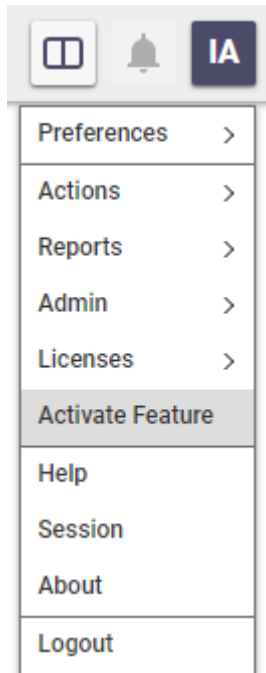 IA
Preferences
Actions
Reports
Admin
Licenses
Activate Feature
Help
Session
About
Logout